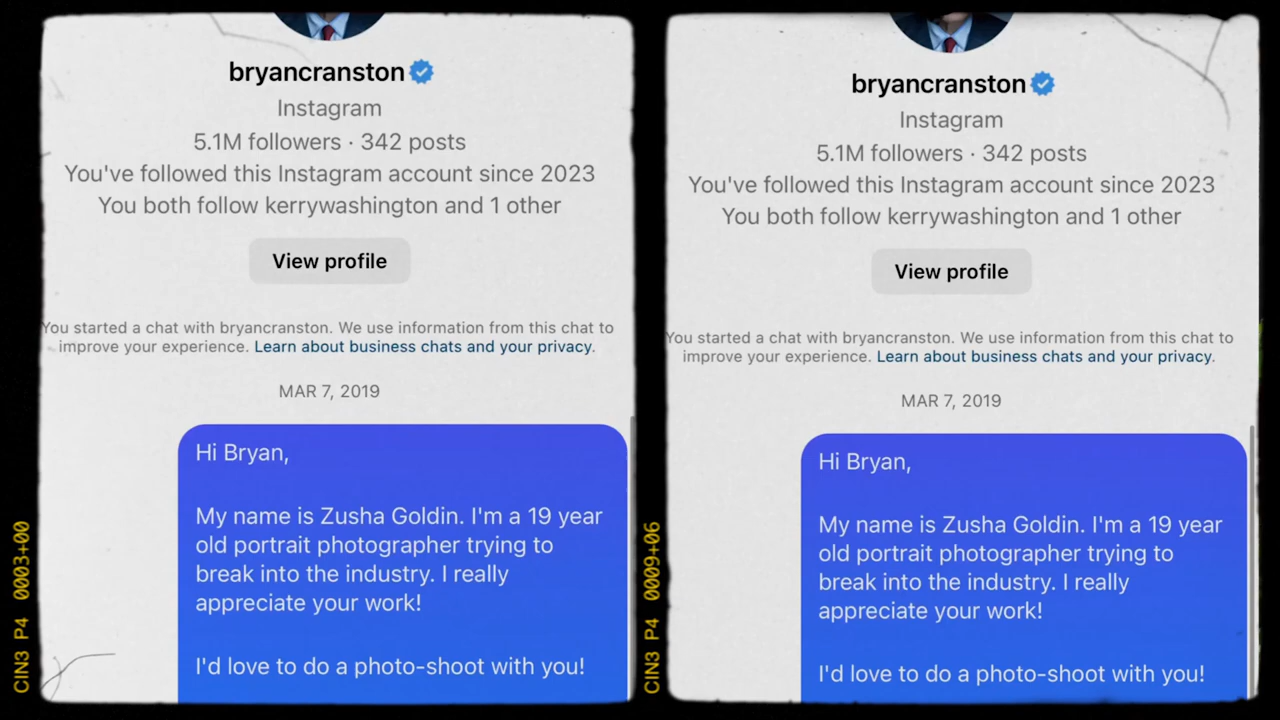 bryancranston
Instagram
5.1M followers · 342 posts
You've followed this Instagram account since 2023
You both follow kerrywashington and 1 other
View profile
You started a chat with bryancranston. We use information from this chat to
improve your experience. Learn about business chats and your privacy.
MAR 7, 2019
Hi Bryan,
My name is Zusha Goldin. I'm a 19 year
old portrait photographer trying to
break into the industry. I really
appreciate your work!
I'd love to do a photo-shoot with you!
CIN3 P4 0003+00
bryancranston
Instagram
5.1M followers · 342 posts
You've followed this Instagram account since 2023
You both follow kerrywashington and 1 other
View profile
You started a chat with bryancranston. We use information from this chat to
improve your experience. Learn about business chats and your privacy.
MAR 7, 2019
Hi Bryan,
My name is Zusha Goldin. I'm a 19 year
old portrait photographer trying to
break into the industry. I really
appreciate your work!
I'd love to do a photo-shoot with you!
CIN3 P4 0009+06